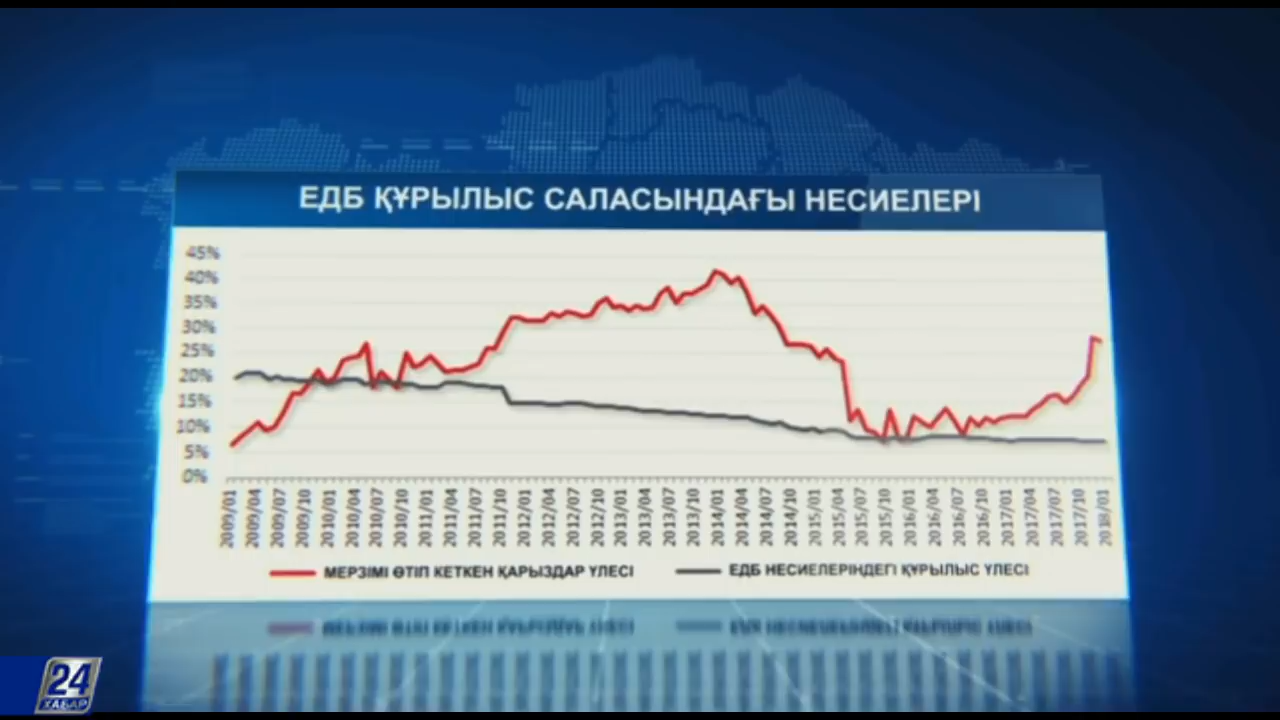 ЕДБ ҚҰРЫЛЫС САЛАСЫНДАҒЫ НЕСИЕЛЕРІ
45%
40%
35%
30%
25%
20%
15%
10%
5%
0%
2009/01 2009/04 2009/07 2009/10 2010/01 2010/04 2010/07 2010/10 2011/01 2011/04 2011/07 2011/10 2012/01 2012/04 2012/07 2012/10 2013/01 2013/04 2013/07 2013/10 2014/01 2014/04 2014/07 2014/10 2015/01 2015/04 2015/07 2015/10 2016/01 2016/04 2016/07 2016/10 2017/01 2017/04 2017/07 2017/10 2018/01
МЕРЗІМІ ӨТІП КЕТКЕН ҚАРЫЗДАР ҮЛЕСІ ЕДБ НЕСИЕЛЕРІНДЕГІ ҚҰРЫЛЫС ҮЛЕСІ
24
ХАБАР